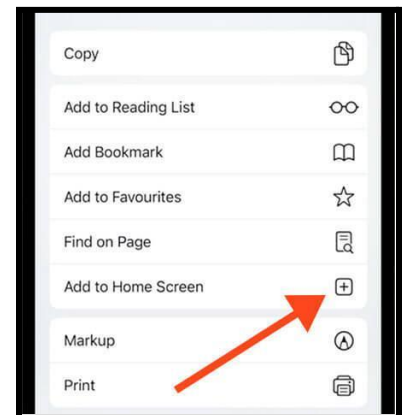 Copy
Add to Reading List
Add Bookmark
Add to Favourites
Find on Page
Add to Home Screen
Markup
Print